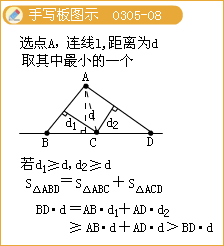 手写板图示 0305-08
选点A，连线l,距离为d
取其中最小的一个
A
d
d₁
d₂
B C D
若d₁≥d,d₂≥d
S△ABD=S△ABC+S△ACD
BD·d=AB·d₁+AD·d₂
≥AB·d+AD·d>BD·d